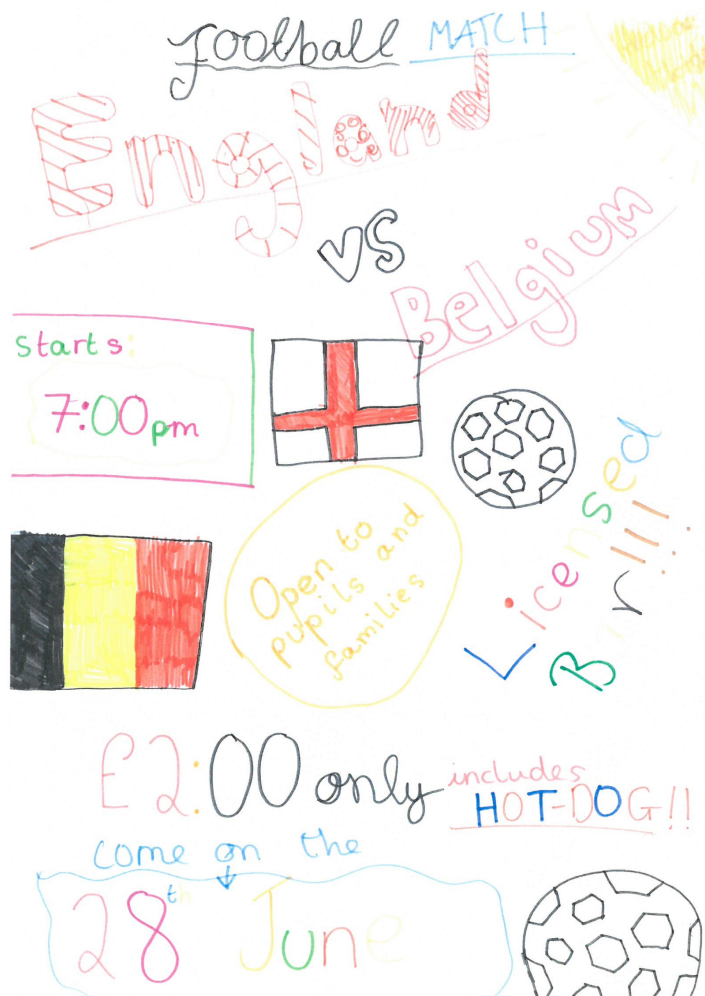 football MATCH
England
vs
Belgium
starts:
7:00pm
Open to
pupils and
families
Licensed
Bar!!!
£2:00 only includes
HOT-DOG!!
come on the
28th June